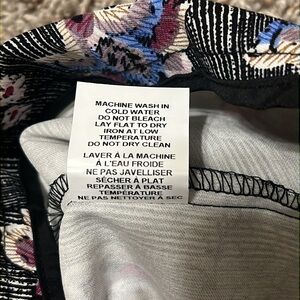 MACHINE WASH IN
COLD WATER
DO NOT BLEACH
LAY FLAT TO DRY
IRON AT LOW
TEMPERATURE
DO NOT DRY CLEAN
LAVER À LA MACHINE
À L'EAU FROIDE
NE PAS JAVELLISER
SÉCHER À PLAT
REPASSER À BASSE
TEMPÉRATURE
NE PAS NETTOYER À SEC